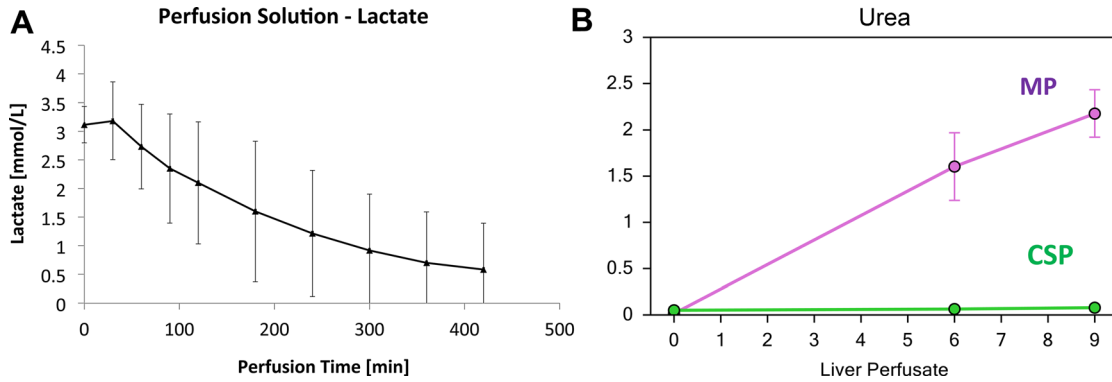 A
Perfusion Solution - Lactate
Lactate [mmol/L]
4.5
4
3.5
3
2.5
2
1.5
1
0.5
0
0 100 200 300 400 500
Perfusion Time [min]
B
Urea
3
2.5
2
1.5
1
0.5
0
MP
CSP
0 1 2 3 4 5 6 7 8 9
Liver Perfusate